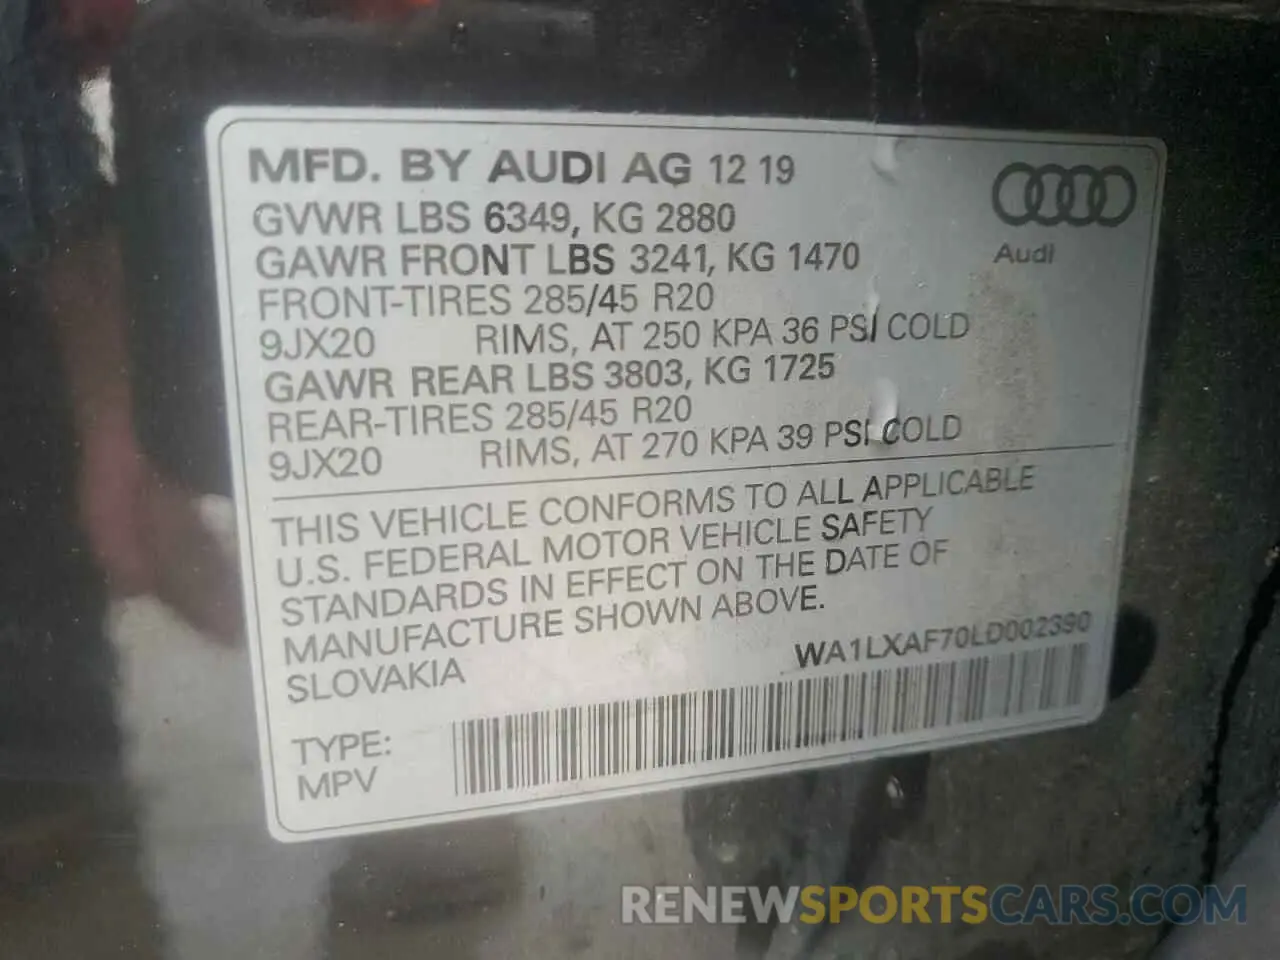 MFD. BY AUDI AG 12 19
GVWR LBS 6349, KG 2880
GAWR FRONT LBS 3241, KG 1470
FRONT-TIRES 285/45 R20
9JX20 RIMS, AT 250 KPA 36 PSI COLD
GAWR REAR LBS 3803, KG 1725
REAR-TIRES 285/45 R20
9JX20 RIMS, AT 270 KPA 39 PSI COLD
Audi
THIS VEHICLE CONFORMS TO ALL APPLICABLE
U.S. FEDERAL MOTOR VEHICLE SAFETY
STANDARDS IN EFFECT ON THE DATE OF
MANUFACTURE SHOWN ABOVE.
SLOVAKIA
WA1LXAF70LD002390
TYPE:
MPV
RENEWSPORTSCARS.COM